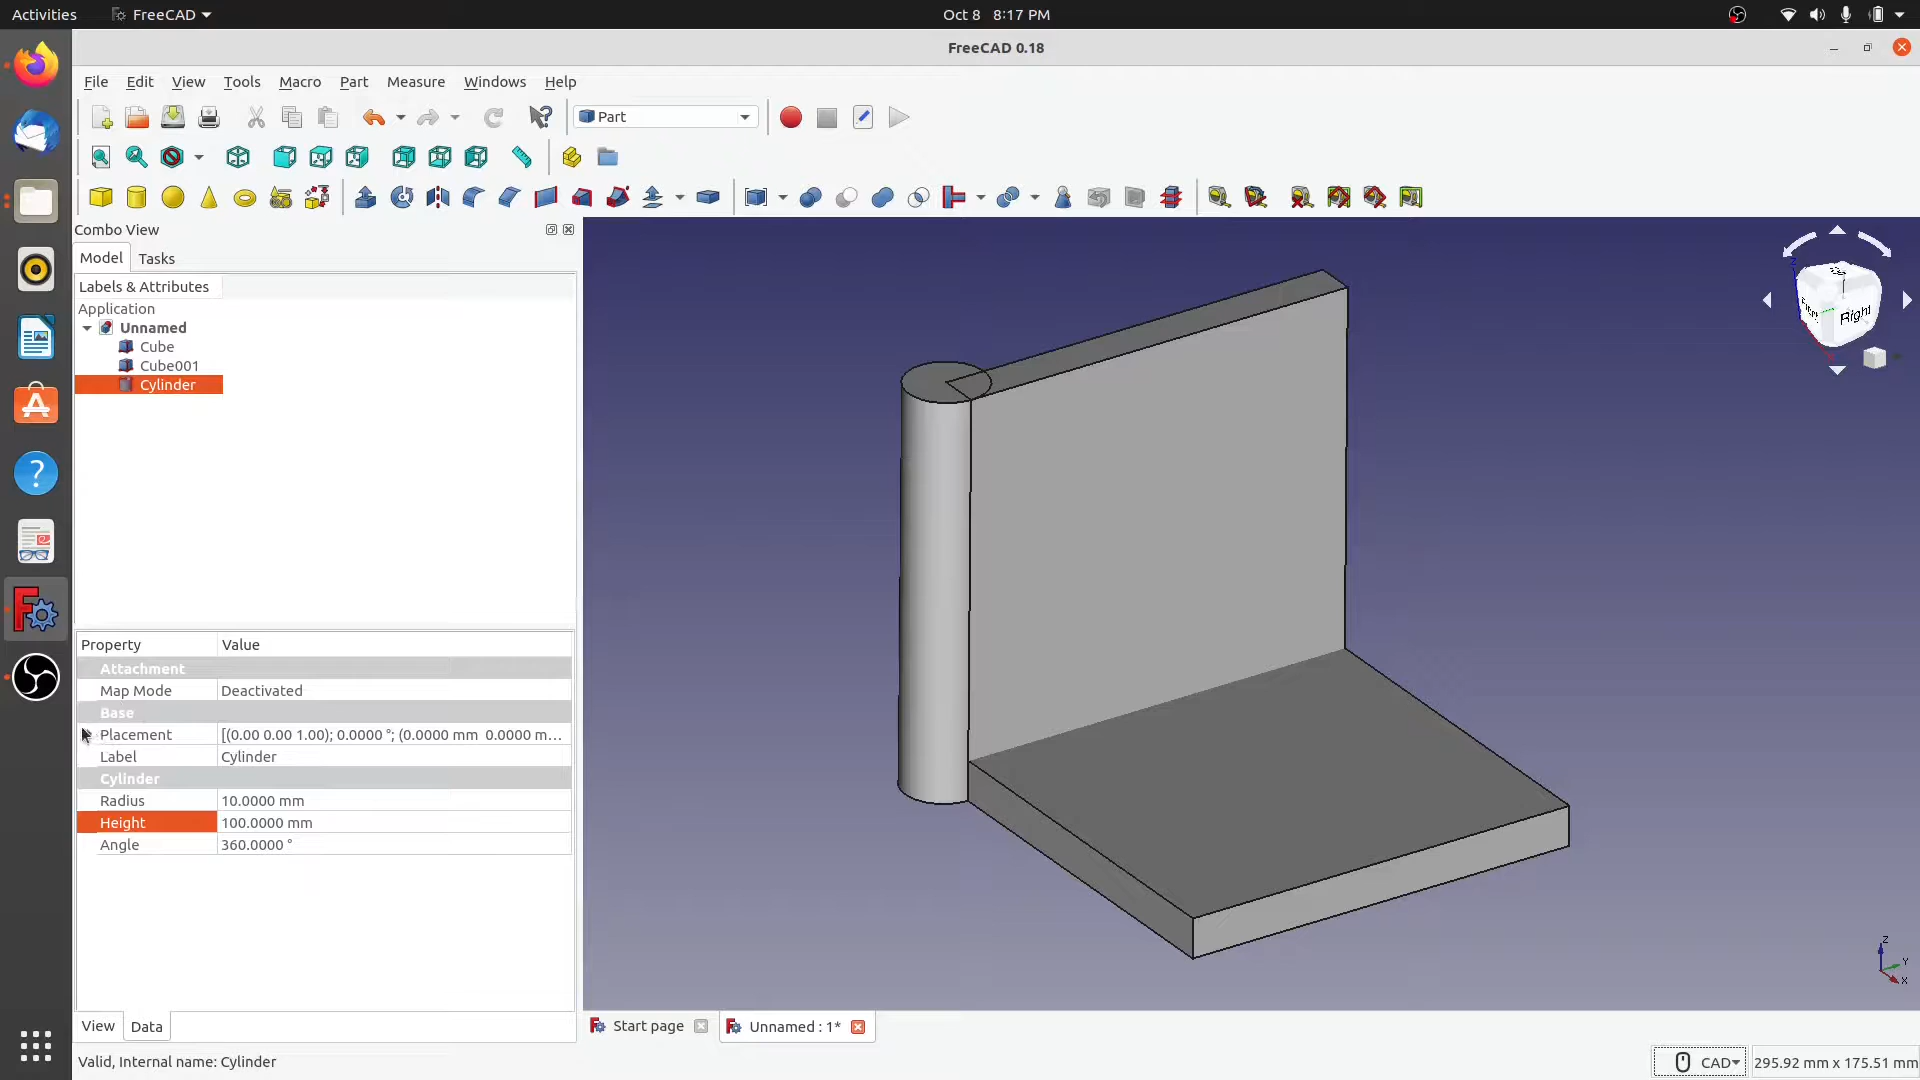 Activities FreeCAD Oct 8 8:17 PM
FreeCAD 0.18
File Edit View Tools Macro Part Measure Windows Help
Part
Combo View
Model Tasks
Labels & Attributes
Application
Unnamed
Cube
Cube001
Cylinder
Right
Property Value
Attachment
Map Mode Deactivated
Base
Placement [(0.00 0.00 1.00); 0.0000 °; (0.0000 mm 0.0000 m...
Label Cylinder
Cylinder
Radius 10.0000 mm
Height 100.0000 mm
Angle 360.0000 °
Z
Y
X
View Data
Start page Unnamed : 1*
Valid, Internal name: Cylinder CAD 295.92 mm x 175.51 mm